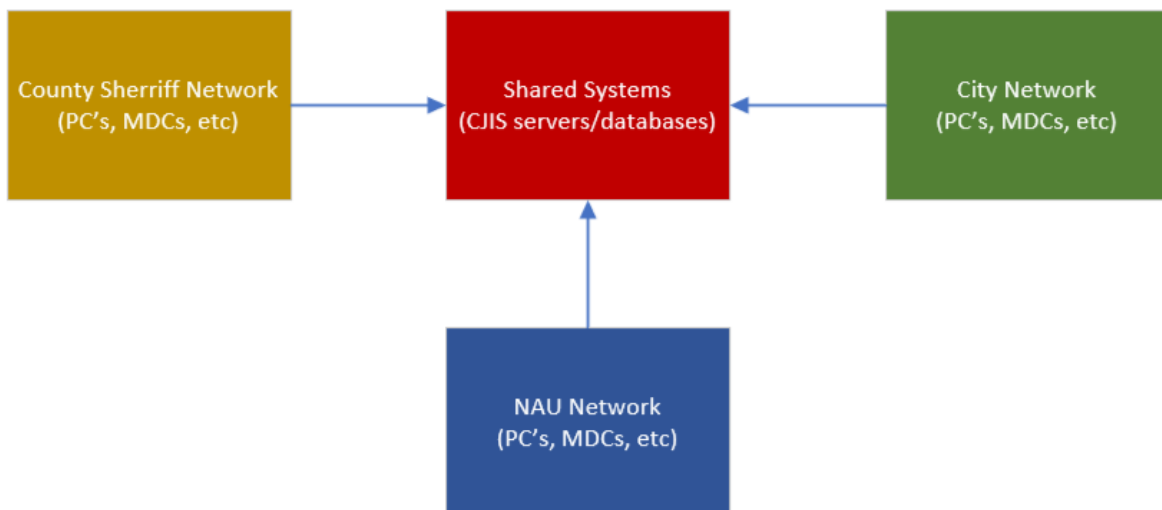 County Sherriff Network
(PC's, MDCs, etc)
Shared Systems
(CJIS servers/databases)
City Network
(PC's, MDCs, etc)
NAU Network
(PC's, MDCs, etc)